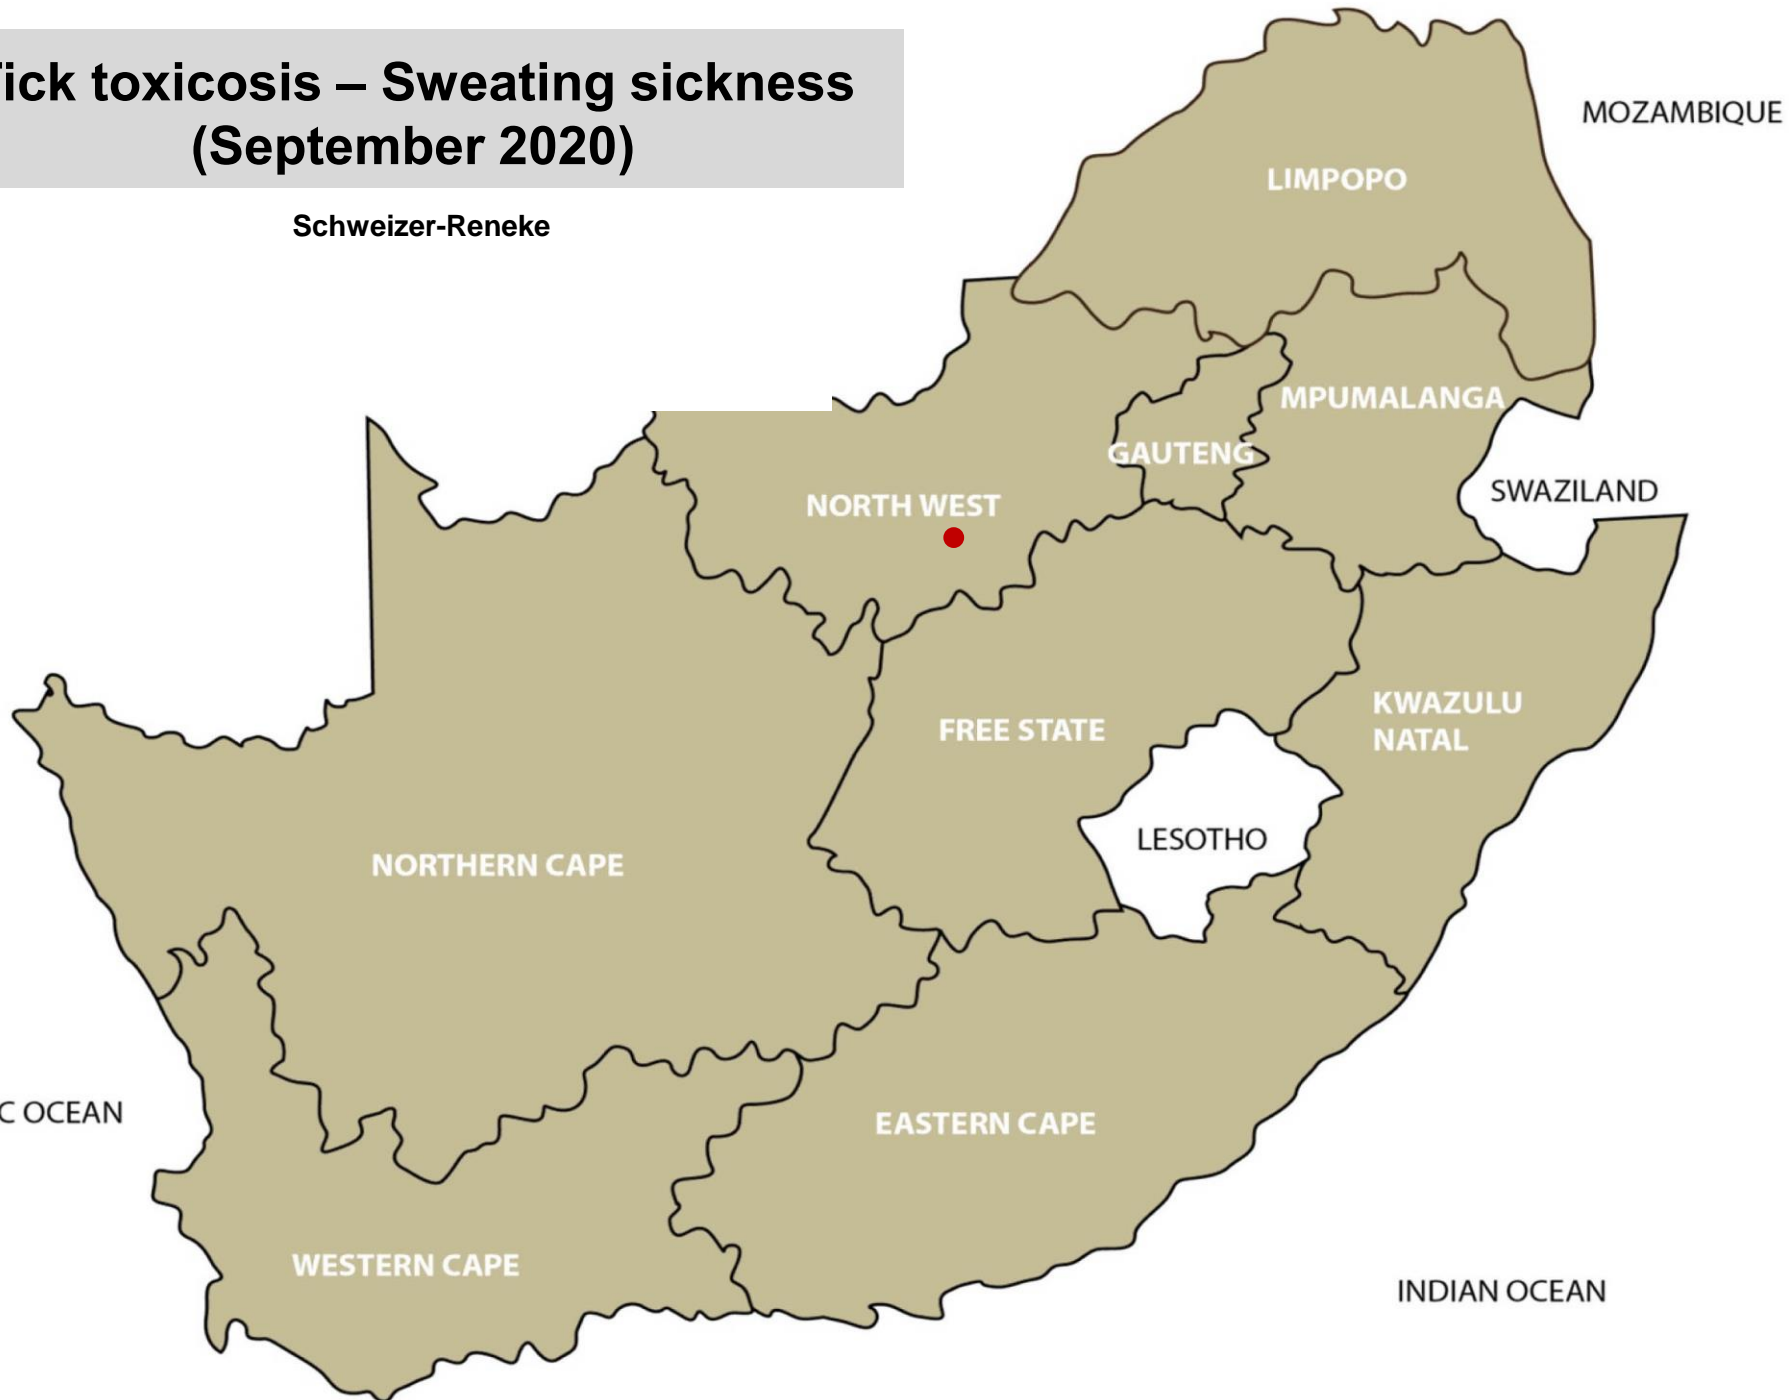 ick toxicosis – Sweating sickness
(September 2020)
Schweizer-Reneke
MOZAMBIQUE
LIMPOPO
MPUMALANGA
GAUTENG
SWAZILAND
NORTH WEST
KWAZULU
NATAL
FREE STATE
LESOTHO
NORTHERN CAPE
C OCEAN
EASTERN CAPE
WESTERN CAPE
INDIAN OCEAN